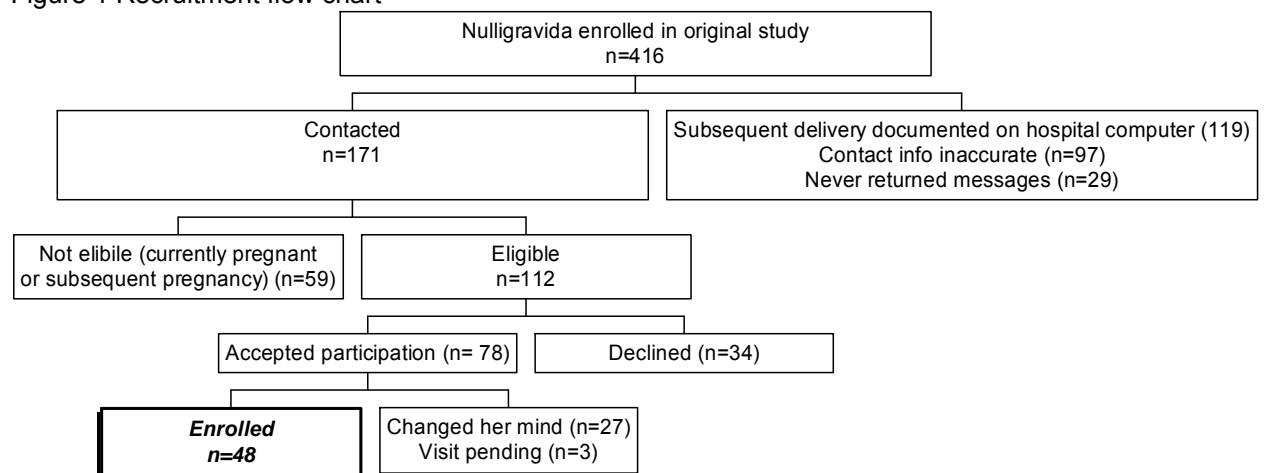 Figure 1 Recruitment flow chart
Nulligravida enrolled in original study
n=416
Contacted
n=171
Subsequent delivery documented on hospital computer (119)
Contact info inaccurate (n=97)
Never returned messages (n=29)
Not elibile (currently pregnant
or subsequent pregnancy) (n=59)
Eligible
n=112
Accepted participation (n= 78)
Declined (n=34)
Enrolled
n=48
Changed her mind (n=27)
Visit pending (n=3)